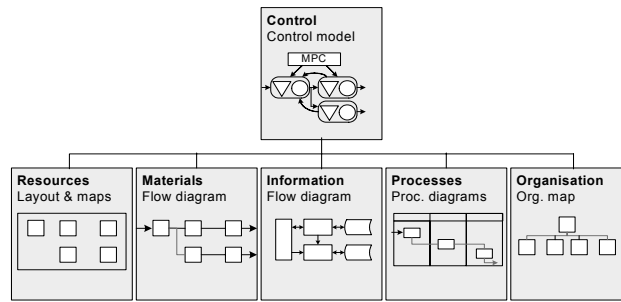 Control
Control model
MPC
Resources
Layout & maps
Materials
Flow diagram
Information
Flow diagram
Processes
Proc. diagrams
Organisation
Org. map